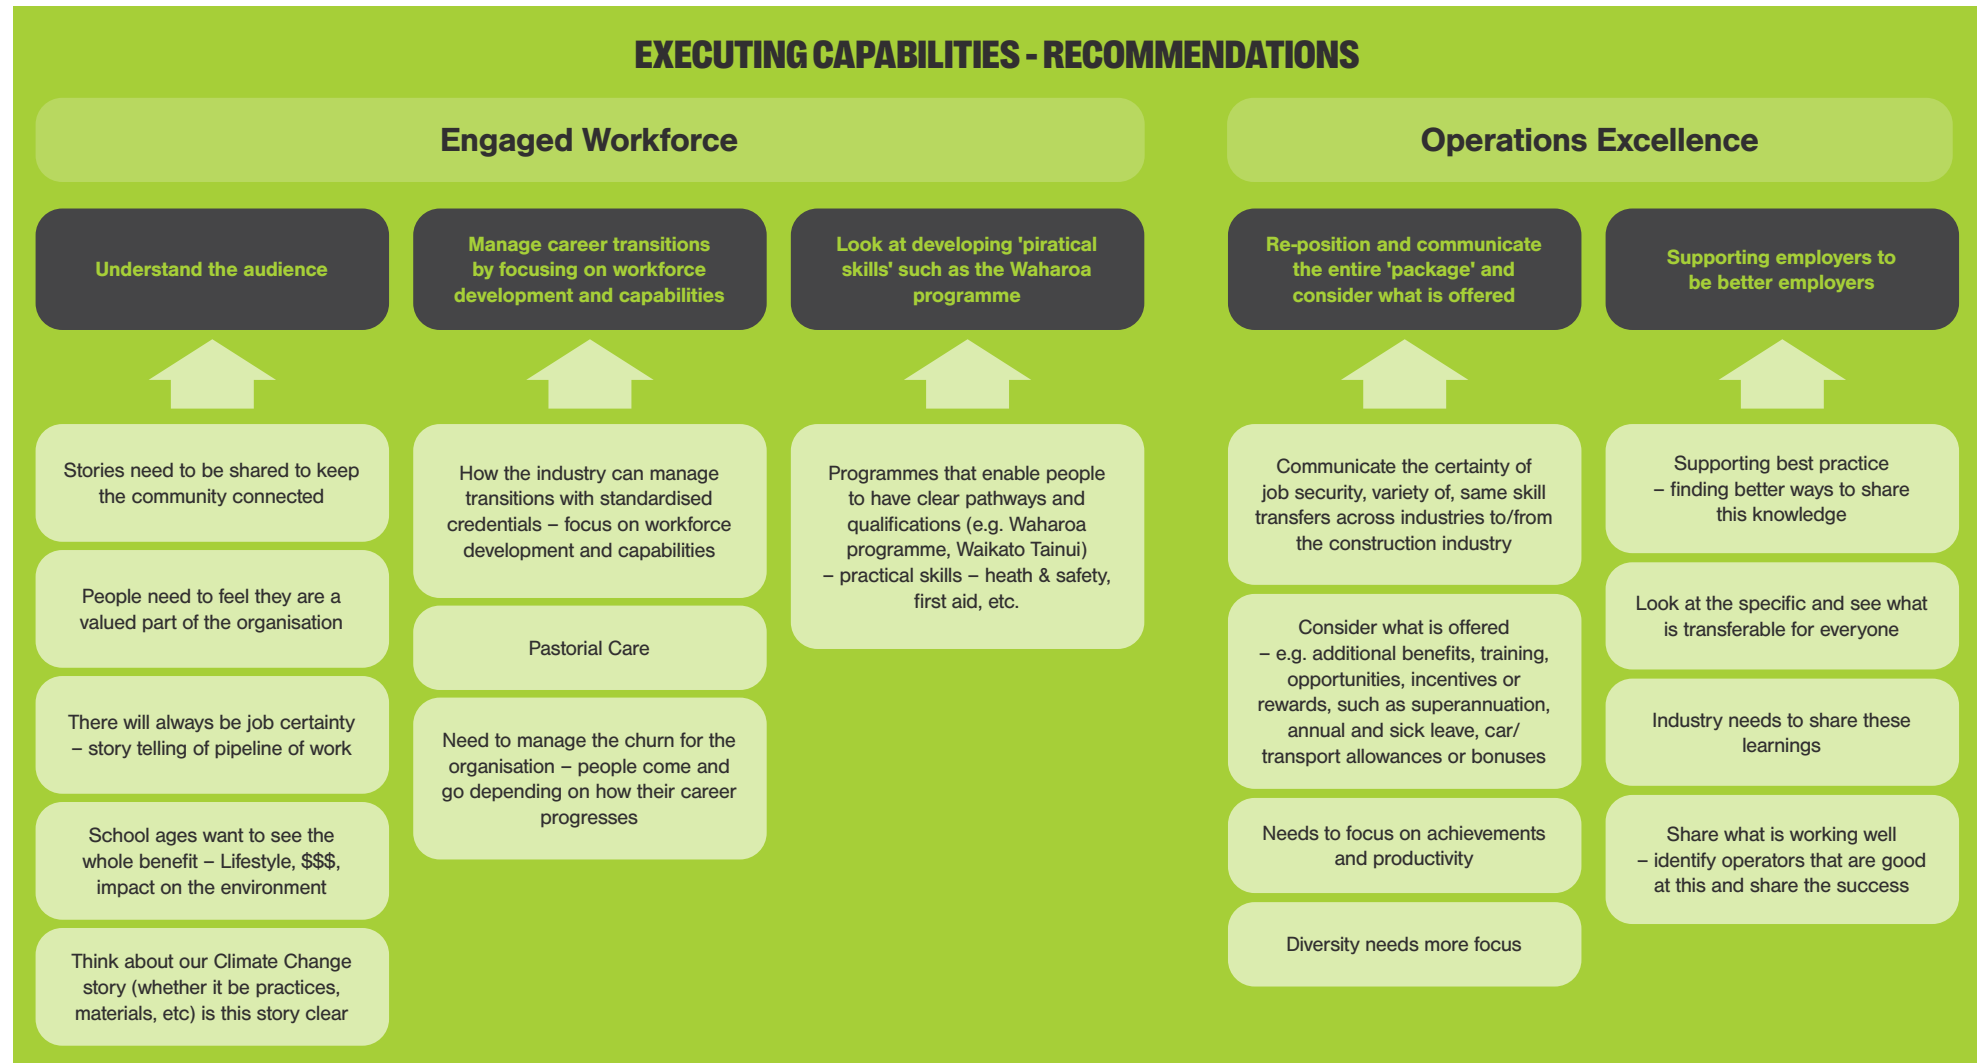 EXECUTING CAPABILITIES - RECOMMENDATIONS
Engaged Workforce
Understand the audience
Stories need to be shared to keep
the community connected
People need to feel they are a
valued part of the organisation
There will always be job certainty
– story telling of pipeline of work
School ages want to see the
whole benefit – Lifestyle, $$$,
impact on the environment
Think about our Climate Change
story (whether it be practices,
materials, etc) is this story clear
Manage career transitions
by focusing on workforce
development and capabilities
How the industry can manage
transitions with standardised
credentials – focus on workforce
development and capabilities
Pastorial Care
Need to manage the churn for the
organisation – people come and
go depending on how their career
progresses
Look at developing 'piratical
skills' such as the Waharoa
programme
Programmes that enable people
to have clear pathways and
qualifications (e.g. Waharoa
programme, Waikato Tainui)
– practical skills – heath & safety,
first aid, etc.
Operations Excellence
Re-position and communicate
the entire 'package' and
consider what is offered
Communicate the certainty of
job security, variety of, same skill
transfers across industries to/from
the construction industry
Consider what is offered
– e.g. additional benefits, training,
opportunities, incentives or
rewards, such as superannuation,
annual and sick leave, car/
transport allowances or bonuses
Needs to focus on achievements
and productivity
Diversity needs more focus
Supporting employers to
be better employers
Supporting best practice
– finding better ways to share
this knowledge
Look at the specific and see what
is transferable for everyone
Industry needs to share these
learnings
Share what is working well
– identify operators that are good
at this and share the success